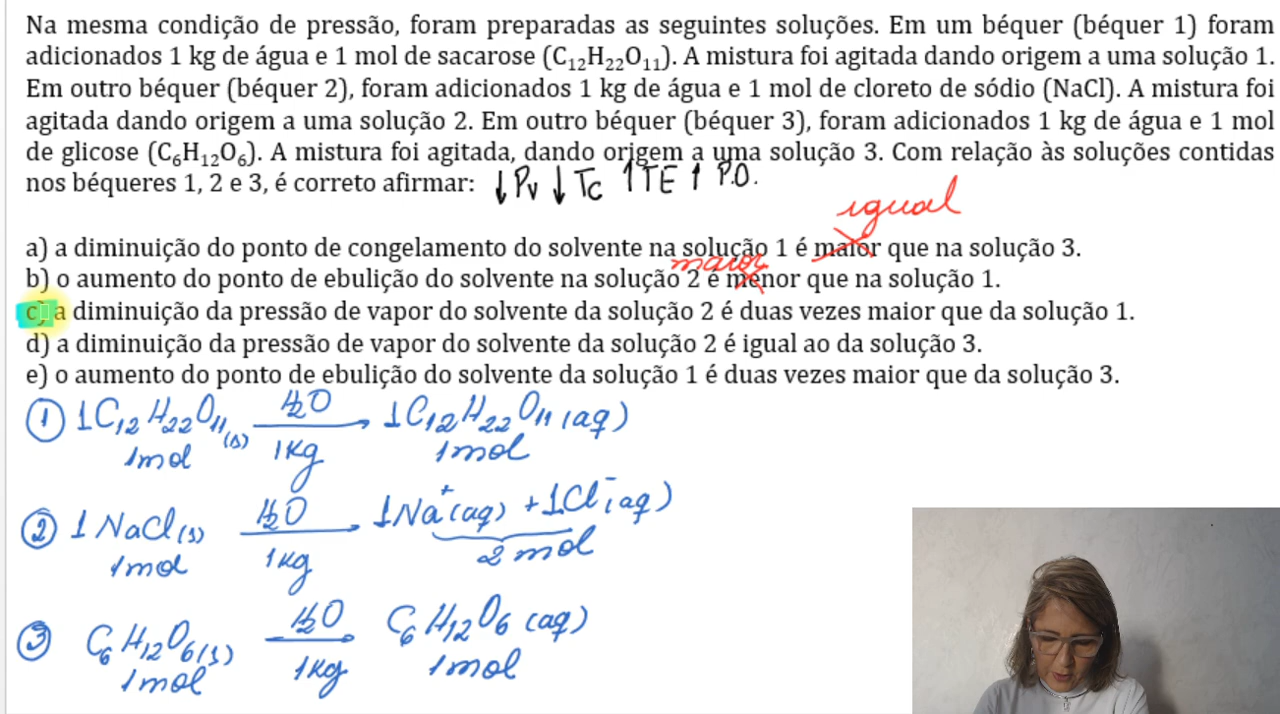 Na mesma condição de pressão, foram preparadas as seguintes soluções. Em um béquer (béquer 1) foram
adicionados 1 kg de água e 1 mol de sacarose (C₁₂H₂₂O₁₁). A mistura foi agitada dando origem a uma solução 1.
Em outro béquer (béquer 2), foram adicionados 1 kg de água e 1 mol de cloreto de sódio (NaCl). A mistura foi
agitada dando origem a uma solução 2. Em outro béquer (béquer 3), foram adicionados 1 kg de água e 1 mol
de glicose (C₆H₁₂O₆). A mistura foi agitada, dando origem a uma solução 3. Com relação às soluções contidas
nos béqueres 1, 2 e 3, é correto afirmar: ↓Pv ↓Tc ↑TE ↑P.O.
igual
a) a diminuição do ponto de congelamento do solvente na solução 1 é maior que na solução 3.
maior
b) o aumento do ponto de ebulição do solvente na solução 2 é menor que na solução 1.
c) a diminuição da pressão de vapor do solvente da solução 2 é duas vezes maior que da solução 1.
d) a diminuição da pressão de vapor do solvente da solução 2 é igual ao da solução 3.
e) o aumento do ponto de ebulição do solvente da solução 1 é duas vezes maior que da solução 3.
① 1C₁₂H₂₂O₁₁(s) H₂O → 1C₁₂H₂₂O₁₁(aq)
1mol 1Kg 1mol
② 1NaCl(s) H₂O → 1Na⁺(aq) + 1Cl⁻(aq)
1mol 1Kg 2mol
③ C₆H₁₂O₆(s) H₂O → C₆H₁₂O₆(aq)
1mol 1Kg 1mol